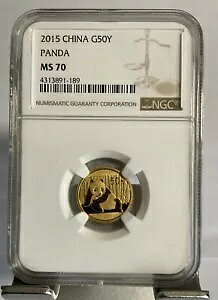 2015 CHINA G50Y
PANDA
MS 70
4313891-189
NUMISMATIC GUARANTY CORPORATION
NGC